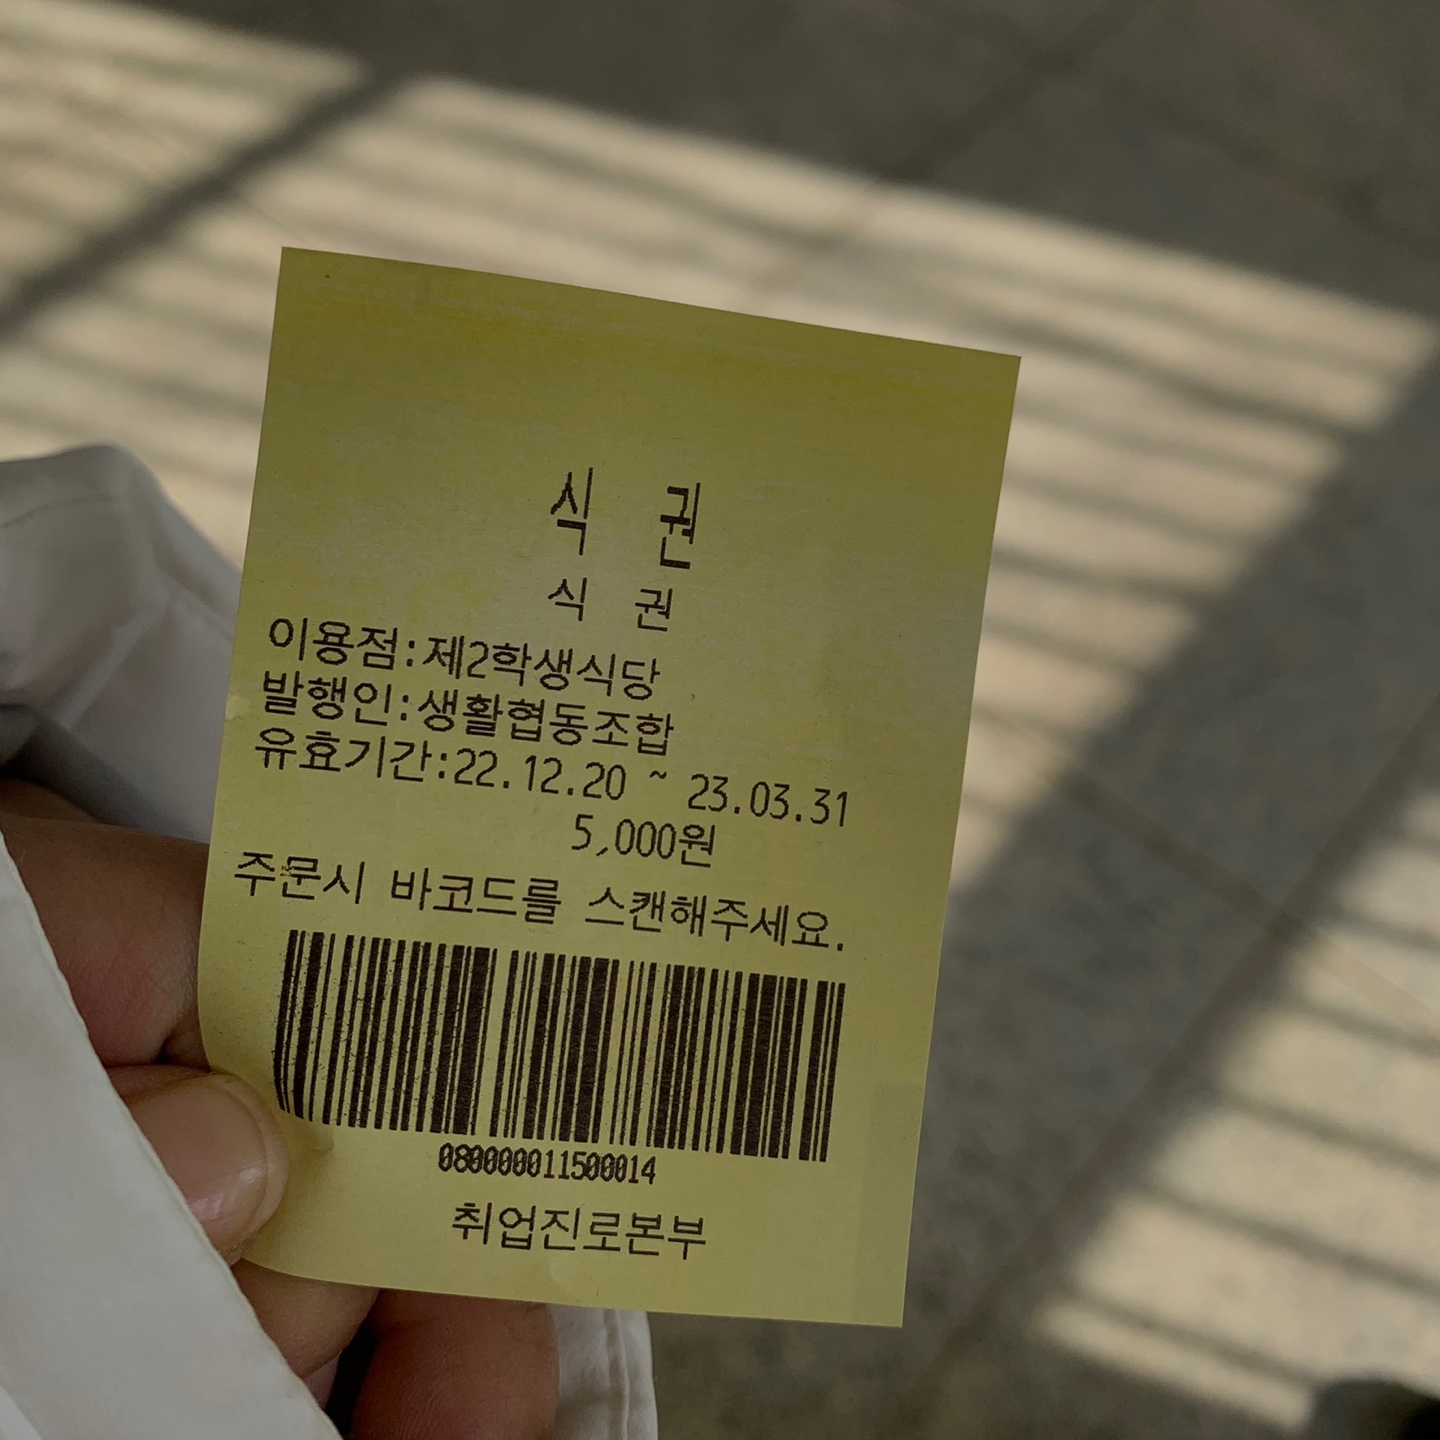 식 권
식 권
이용점:제2학생식당
발행인:생활협동조합
유효기간:22.12.20 ~ 23.03.31
5,000원
주문시 바코드를 스캔해주세요.
080000011500014
취업진로본부